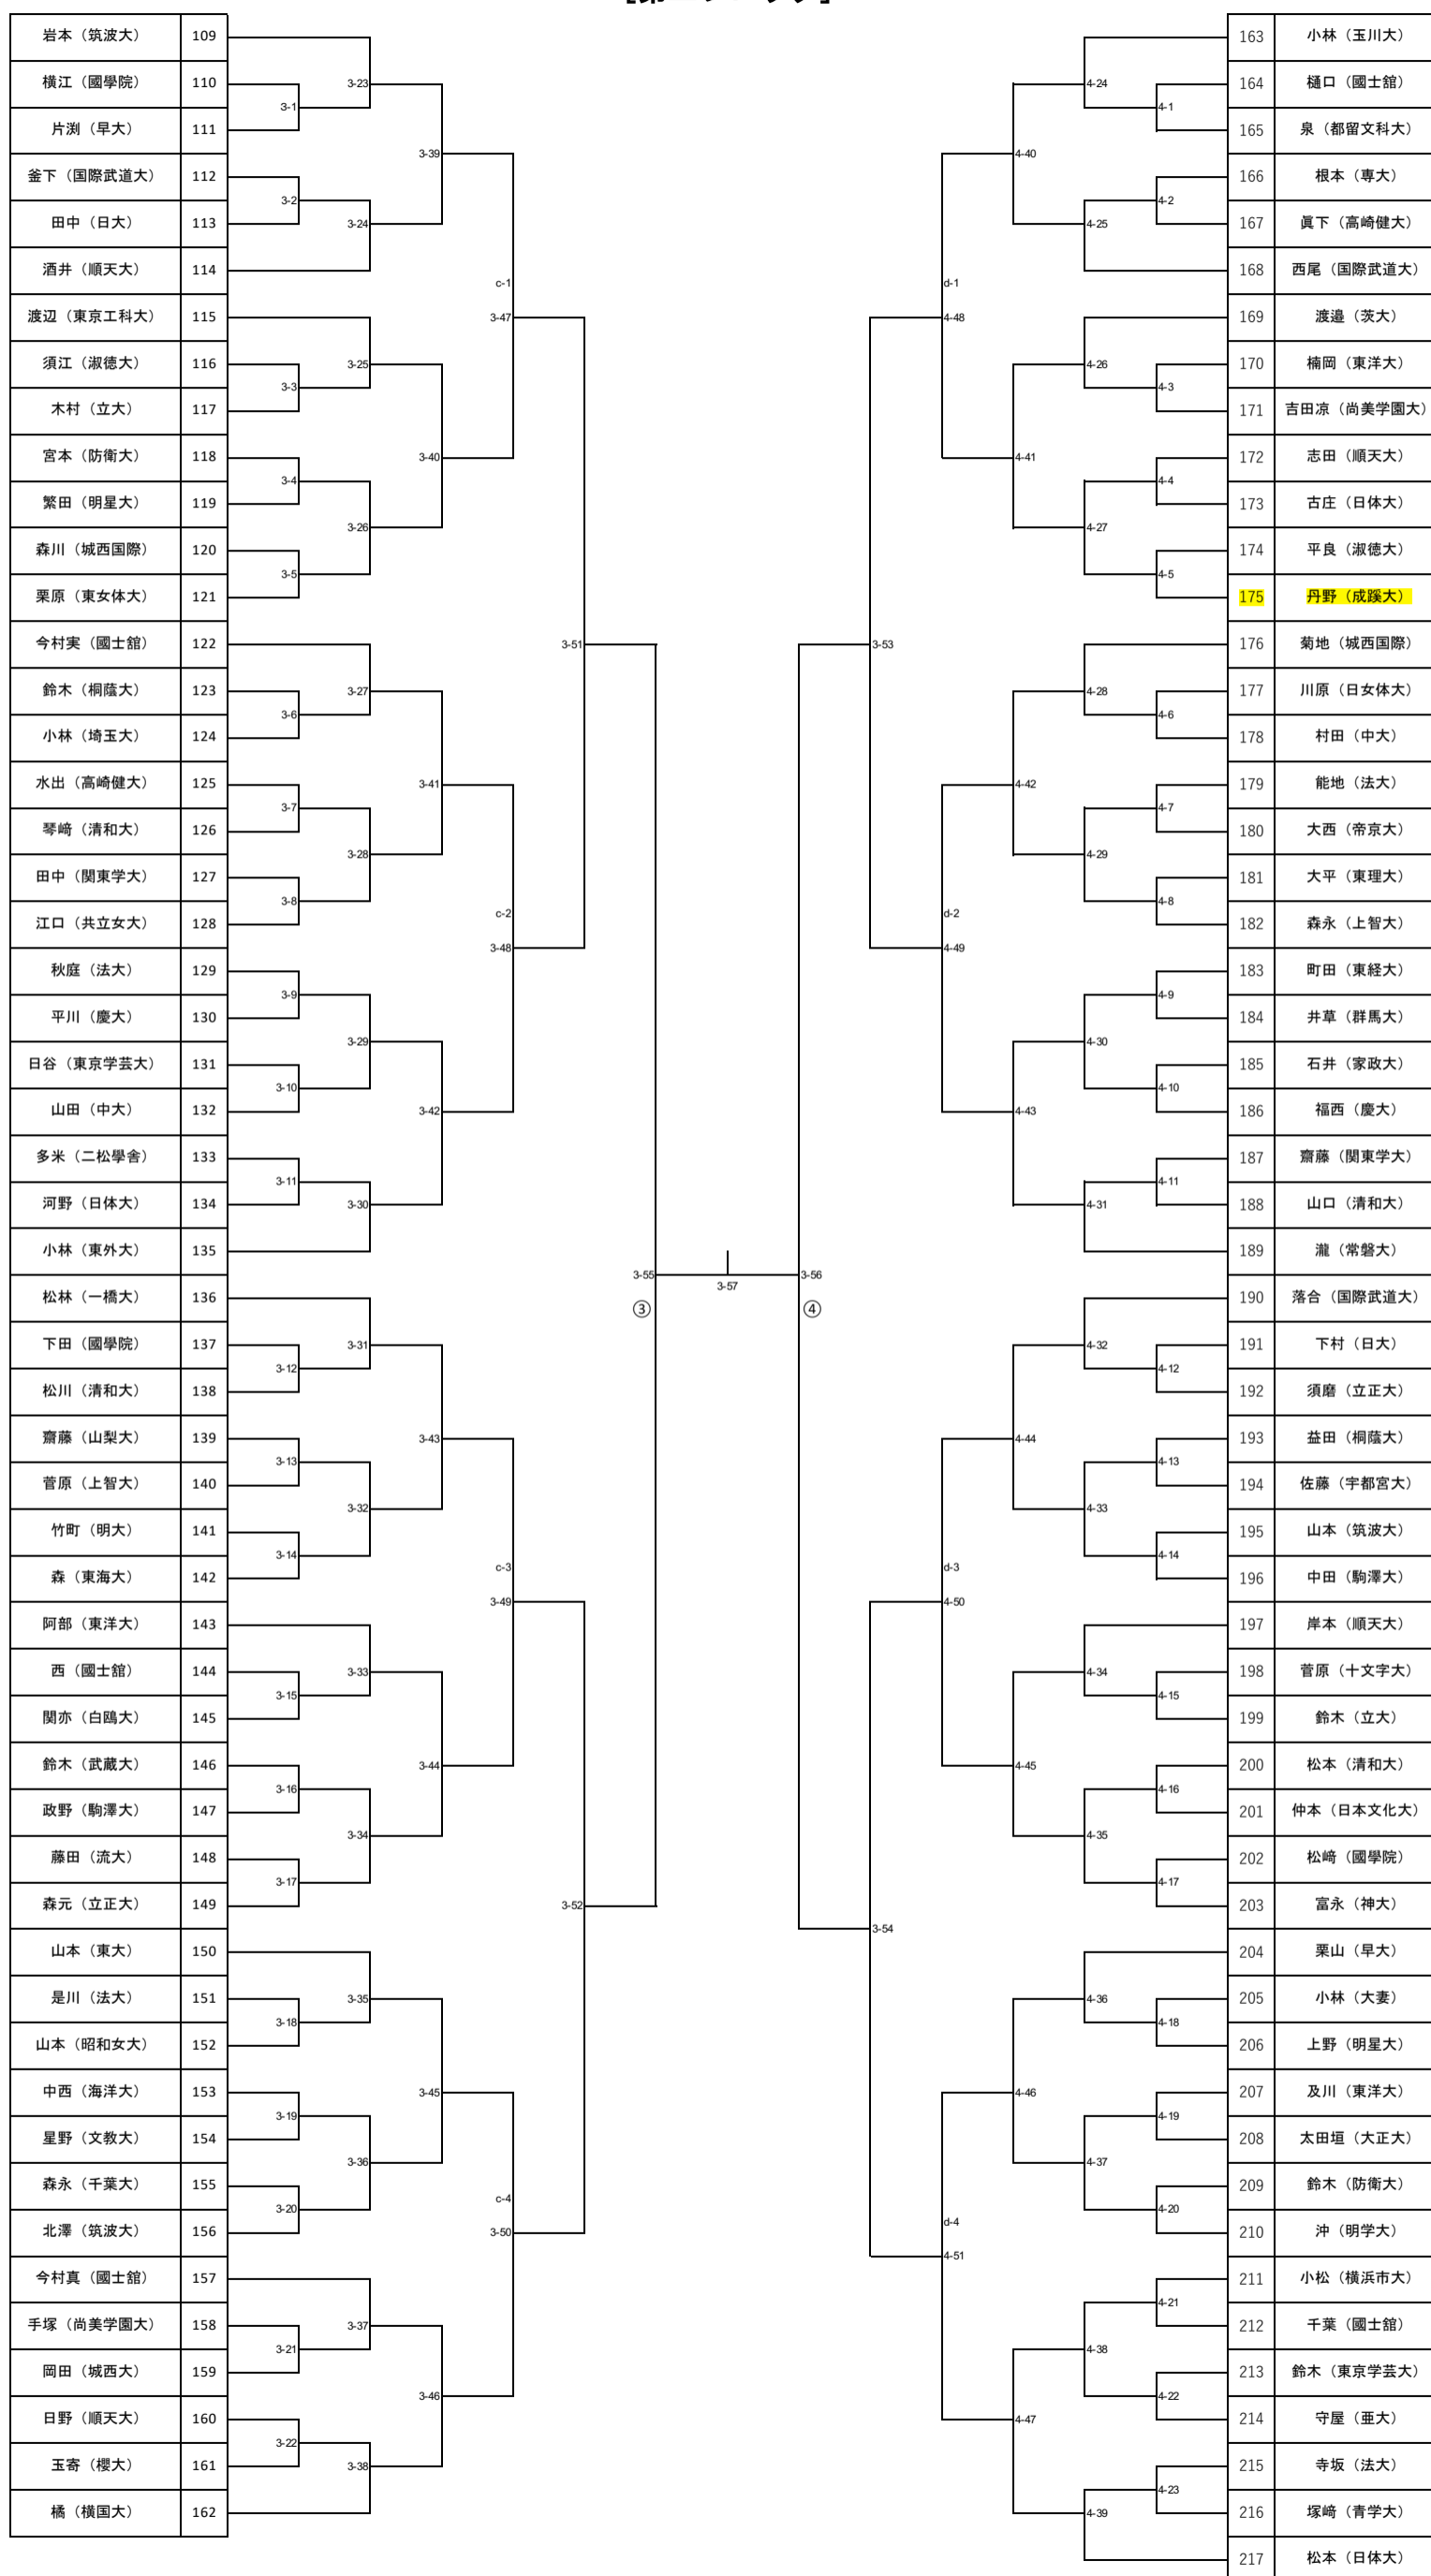 岩本（筑波大） 109
横江（國學院） 110
片渕（早大） 111
釜下（国際武道大） 112
田中（日大） 113
酒井（順天大） 114
渡辺（東京工科大） 115
須江（淑徳大） 116
木村（立大） 117
宮本（防衛大） 118
繁田（明星大） 119
森川（城西国際） 120
栗原（東女体大） 121
今村実（國士舘） 122
鈴木（桐蔭大） 123
小林（埼玉大） 124
水出（高崎健大） 125
琴﨑（清和大） 126
田中（関東学大） 127
江口（共立女大） 128
秋庭（法大） 129
平川（慶大） 130
日谷（東京学芸大） 131
山田（中大） 132
多米（二松學舎） 133
河野（日体大） 134
小林（東外大） 135
松林（一橋大） 136
下田（國學院） 137
松川（清和大） 138
齋藤（山梨大） 139
菅原（上智大） 140
竹町（明大） 141
森（東海大） 142
阿部（東洋大） 143
西（國士舘） 144
関亦（白鴎大） 145
鈴木（武蔵大） 146
政野（駒澤大） 147
藤田（流大） 148
森元（立正大） 149
山本（東大） 150
是川（法大） 151
山本（昭和女大） 152
中西（海洋大） 153
星野（文教大） 154
森永（千葉大） 155
北澤（筑波大） 156
今村真（國士舘） 157
手塚（尚美学園大） 158
岡田（城西大） 159
日野（順天大） 160
玉寄（櫻大） 161
橘（横国大） 162
3-1
3-2
3-3
3-4
3-5
3-6
3-7
3-8
3-9
3-10
3-11
3-12
3-13
3-14
3-15
3-16
3-17
3-18
3-19
3-20
3-21
3-22
3-23
3-24
3-25
3-26
3-27
3-28
3-29
3-30
3-31
3-32
3-33
3-34
3-35
3-36
3-37
3-38
3-39
3-40
3-41
3-42
3-43
3-44
3-45
3-46
c-1
3-47
c-2
3-48
c-3
3-49
c-4
3-50
3-51
3-52
3-55
③
3-57
3-56
④
3-53
3-54
d-1
4-48
d-2
4-49
d-3
4-50
d-4
4-51
4-40
4-41
4-42
4-43
4-44
4-45
4-46
4-47
4-24
4-25
4-26
4-27
4-28
4-29
4-30
4-31
4-32
4-33
4-34
4-35
4-36
4-37
4-38
4-39
4-1
4-2
4-3
4-4
4-5
4-6
4-7
4-8
4-9
4-10
4-11
4-12
4-13
4-14
4-15
4-16
4-17
4-18
4-19
4-20
4-21
4-22
4-23
163 小林（玉川大）
164 樋口（國士舘）
165 泉（都留文科大）
166 根本（専大）
167 眞下（高崎健大）
168 西尾（国際武道大）
169 渡邉（茨大）
170 楠岡（東洋大）
171 吉田凉（尚美学園大）
172 志田（順天大）
173 古庄（日体大）
174 平良（淑徳大）
175 丹野（成蹊大）
176 菊地（城西国際）
177 川原（日女体大）
178 村田（中大）
179 能地（法大）
180 大西（帝京大）
181 大平（東理大）
182 森永（上智大）
183 町田（東経大）
184 井草（群馬大）
185 石井（家政大）
186 福西（慶大）
187 齋藤（関東学大）
188 山口（清和大）
189 瀧（常磐大）
190 落合（国際武道大）
191 下村（日大）
192 須磨（立正大）
193 益田（桐蔭大）
194 佐藤（宇都宮大）
195 山本（筑波大）
196 中田（駒澤大）
197 岸本（順天大）
198 菅原（十文字大）
199 鈴木（立大）
200 松本（清和大）
201 仲本（日本文化大）
202 松﨑（國學院）
203 富永（神大）
204 栗山（早大）
205 小林（大妻）
206 上野（明星大）
207 及川（東洋大）
208 太田垣（大正大）
209 鈴木（防衛大）
210 沖（明学大）
211 小松（横浜市大）
212 千葉（國士舘）
213 鈴木（東京学芸大）
214 守屋（亜大）
215 寺坂（法大）
216 塚﨑（青学大）
217 松本（日体大）